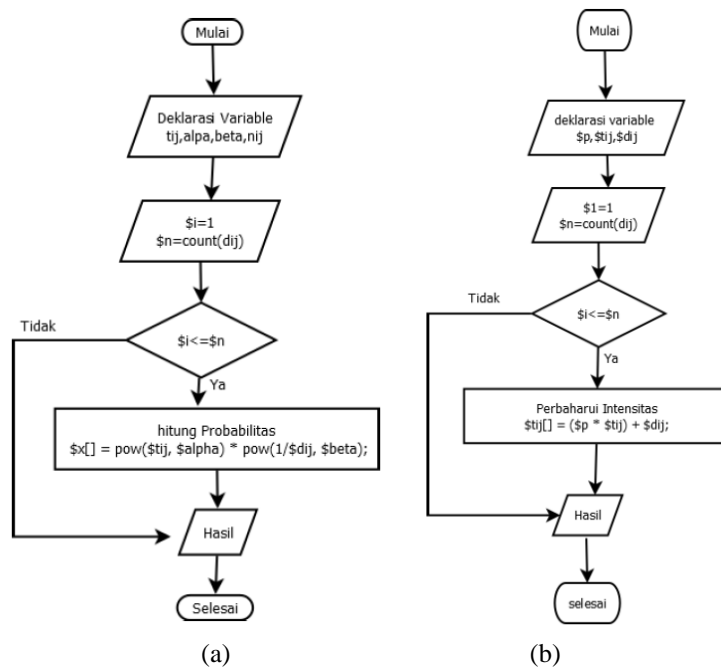 Mulai
Deklarasi Variable
tij,alpa,beta,nij
$i=1
$n=count(dij)
$i<=$n
Tidak
Ya
hitung Probabilitas
$x[] = pow($tij, $alpha) * pow(1/$dij, $beta);
Hasil
Selesai
(a)
Mulai
deklarasi variable
$p,$tij,$dij
$1=1
$n=count(dij)
$i<=$n
Tidak
Ya
Perbaharui Intensitas
$tij[] = ($p * $tij) + $dij;
Hasil
selesai
(b)